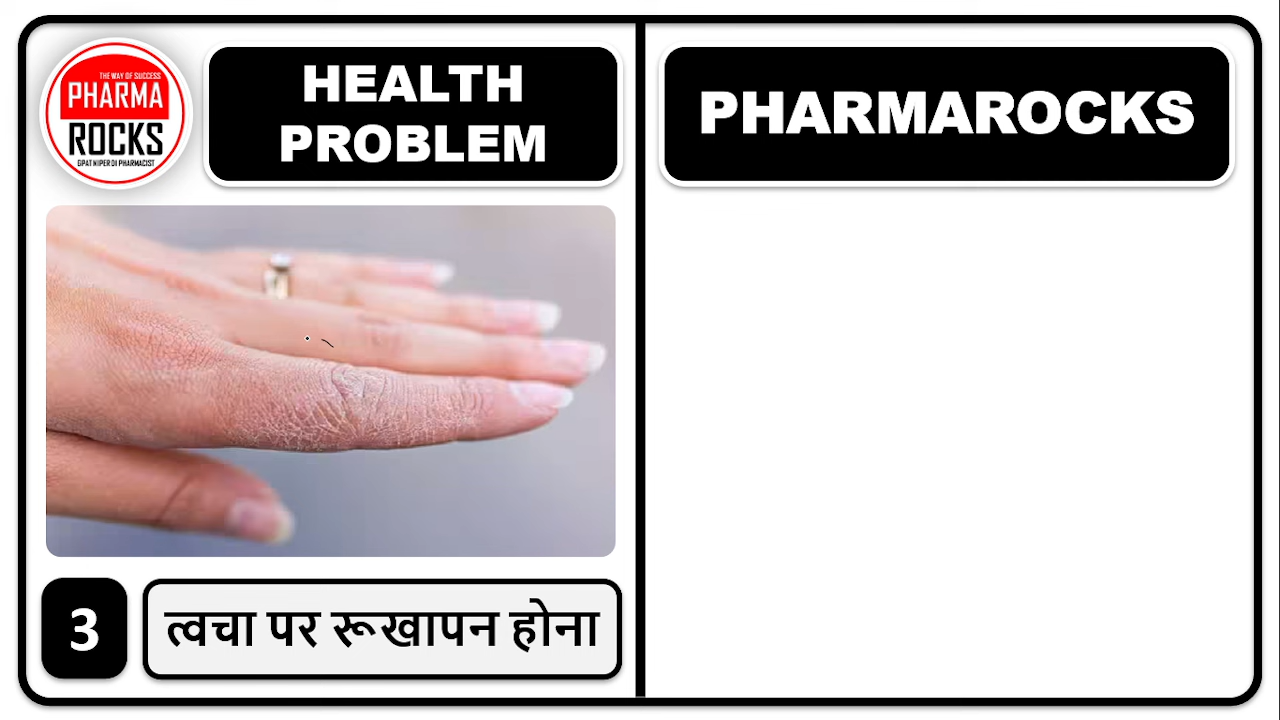 THE WAY OF SUCCESS
PHARMA
ROCKS
GPAT NIPER DI PHARMACIST
HEALTH
PROBLEM
PHARMAROCKS
3
त्वचा पर रूखापन होना